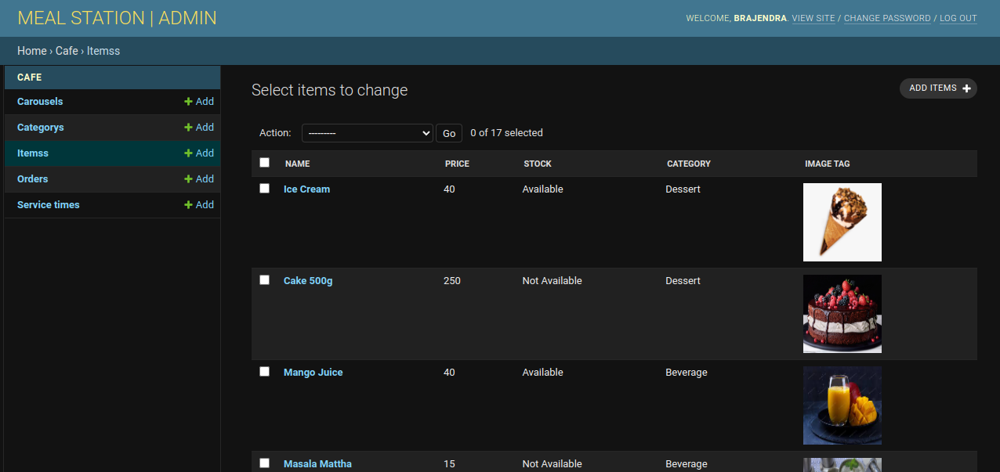 MEAL STATION | ADMIN
WELCOME, BRAJENDRA. VIEW SITE / CHANGE PASSWORD / LOG OUT
Home › Cafe › Itemss
CAFE
Carousels + Add
Categorys + Add
Itemss + Add
Orders + Add
Service times + Add
Select items to change
ADD ITEMS +
Action: --------- Go 0 of 17 selected
NAME PRICE STOCK CATEGORY IMAGE TAG
Ice Cream 40 Available Dessert
Cake 500g 250 Not Available Dessert
Mango Juice 40 Available Beverage
Masala Mattha 15 Not Available Beverage